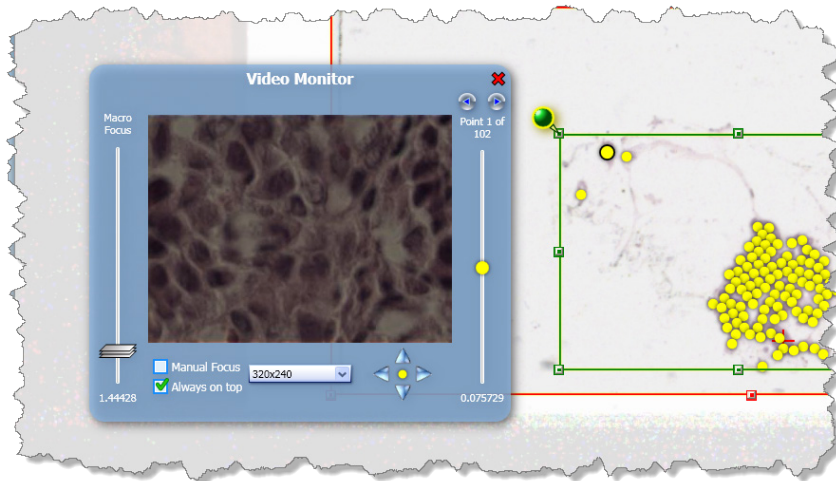 Video Monitor
Macro
Focus
Point 1 of
102
Manual Focus
320x240
Always on top
1.44428
0.075729